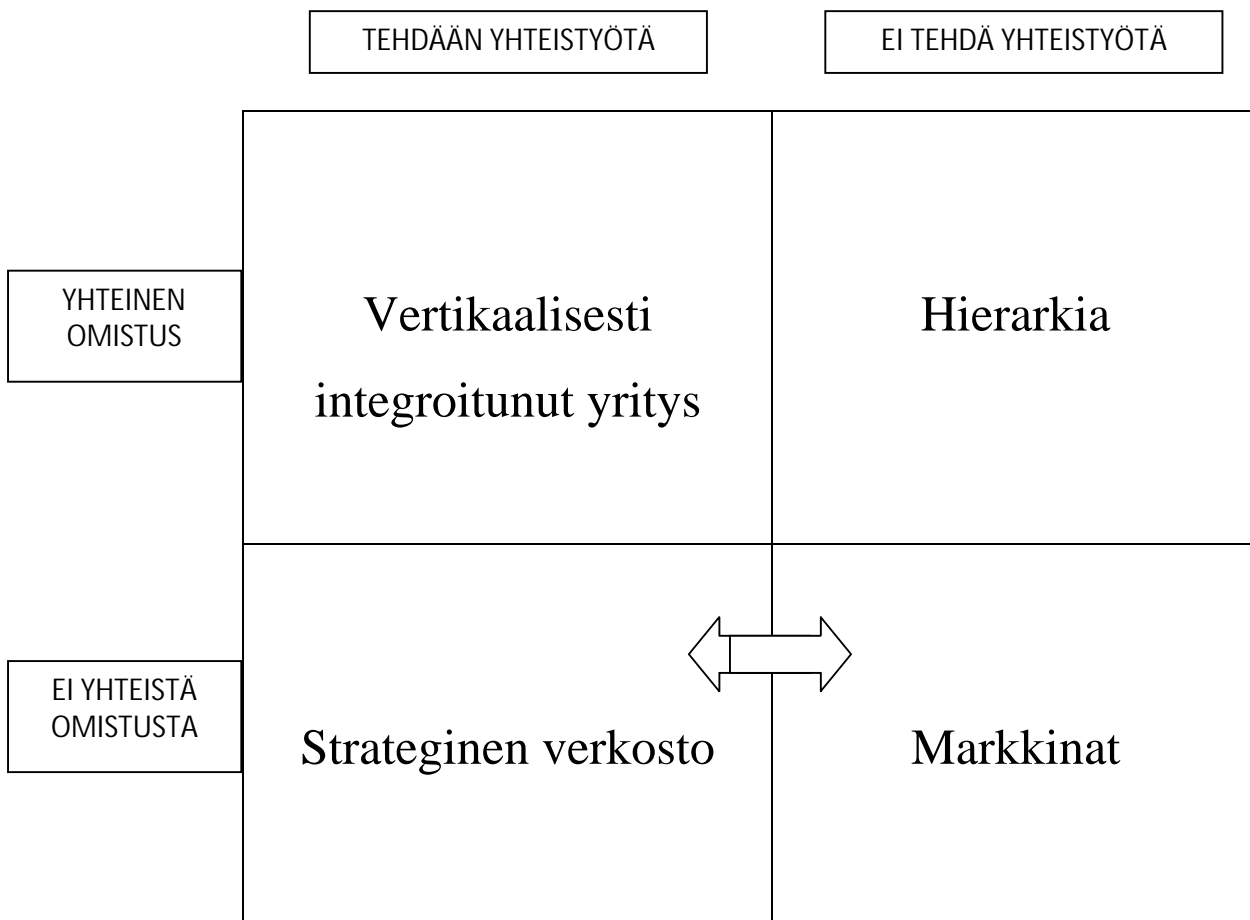 TEHDÄÄN YHTEISTYÖTÄ
EI TEHDÄ YHTEISTYÖTÄ
YHTEINEN
OMISTUS
Vertikaalisesti
integroitunut yritys
Hierarkia
EI YHTEISTÄ
OMISTUSTA
Strateginen verkosto
Markkinat